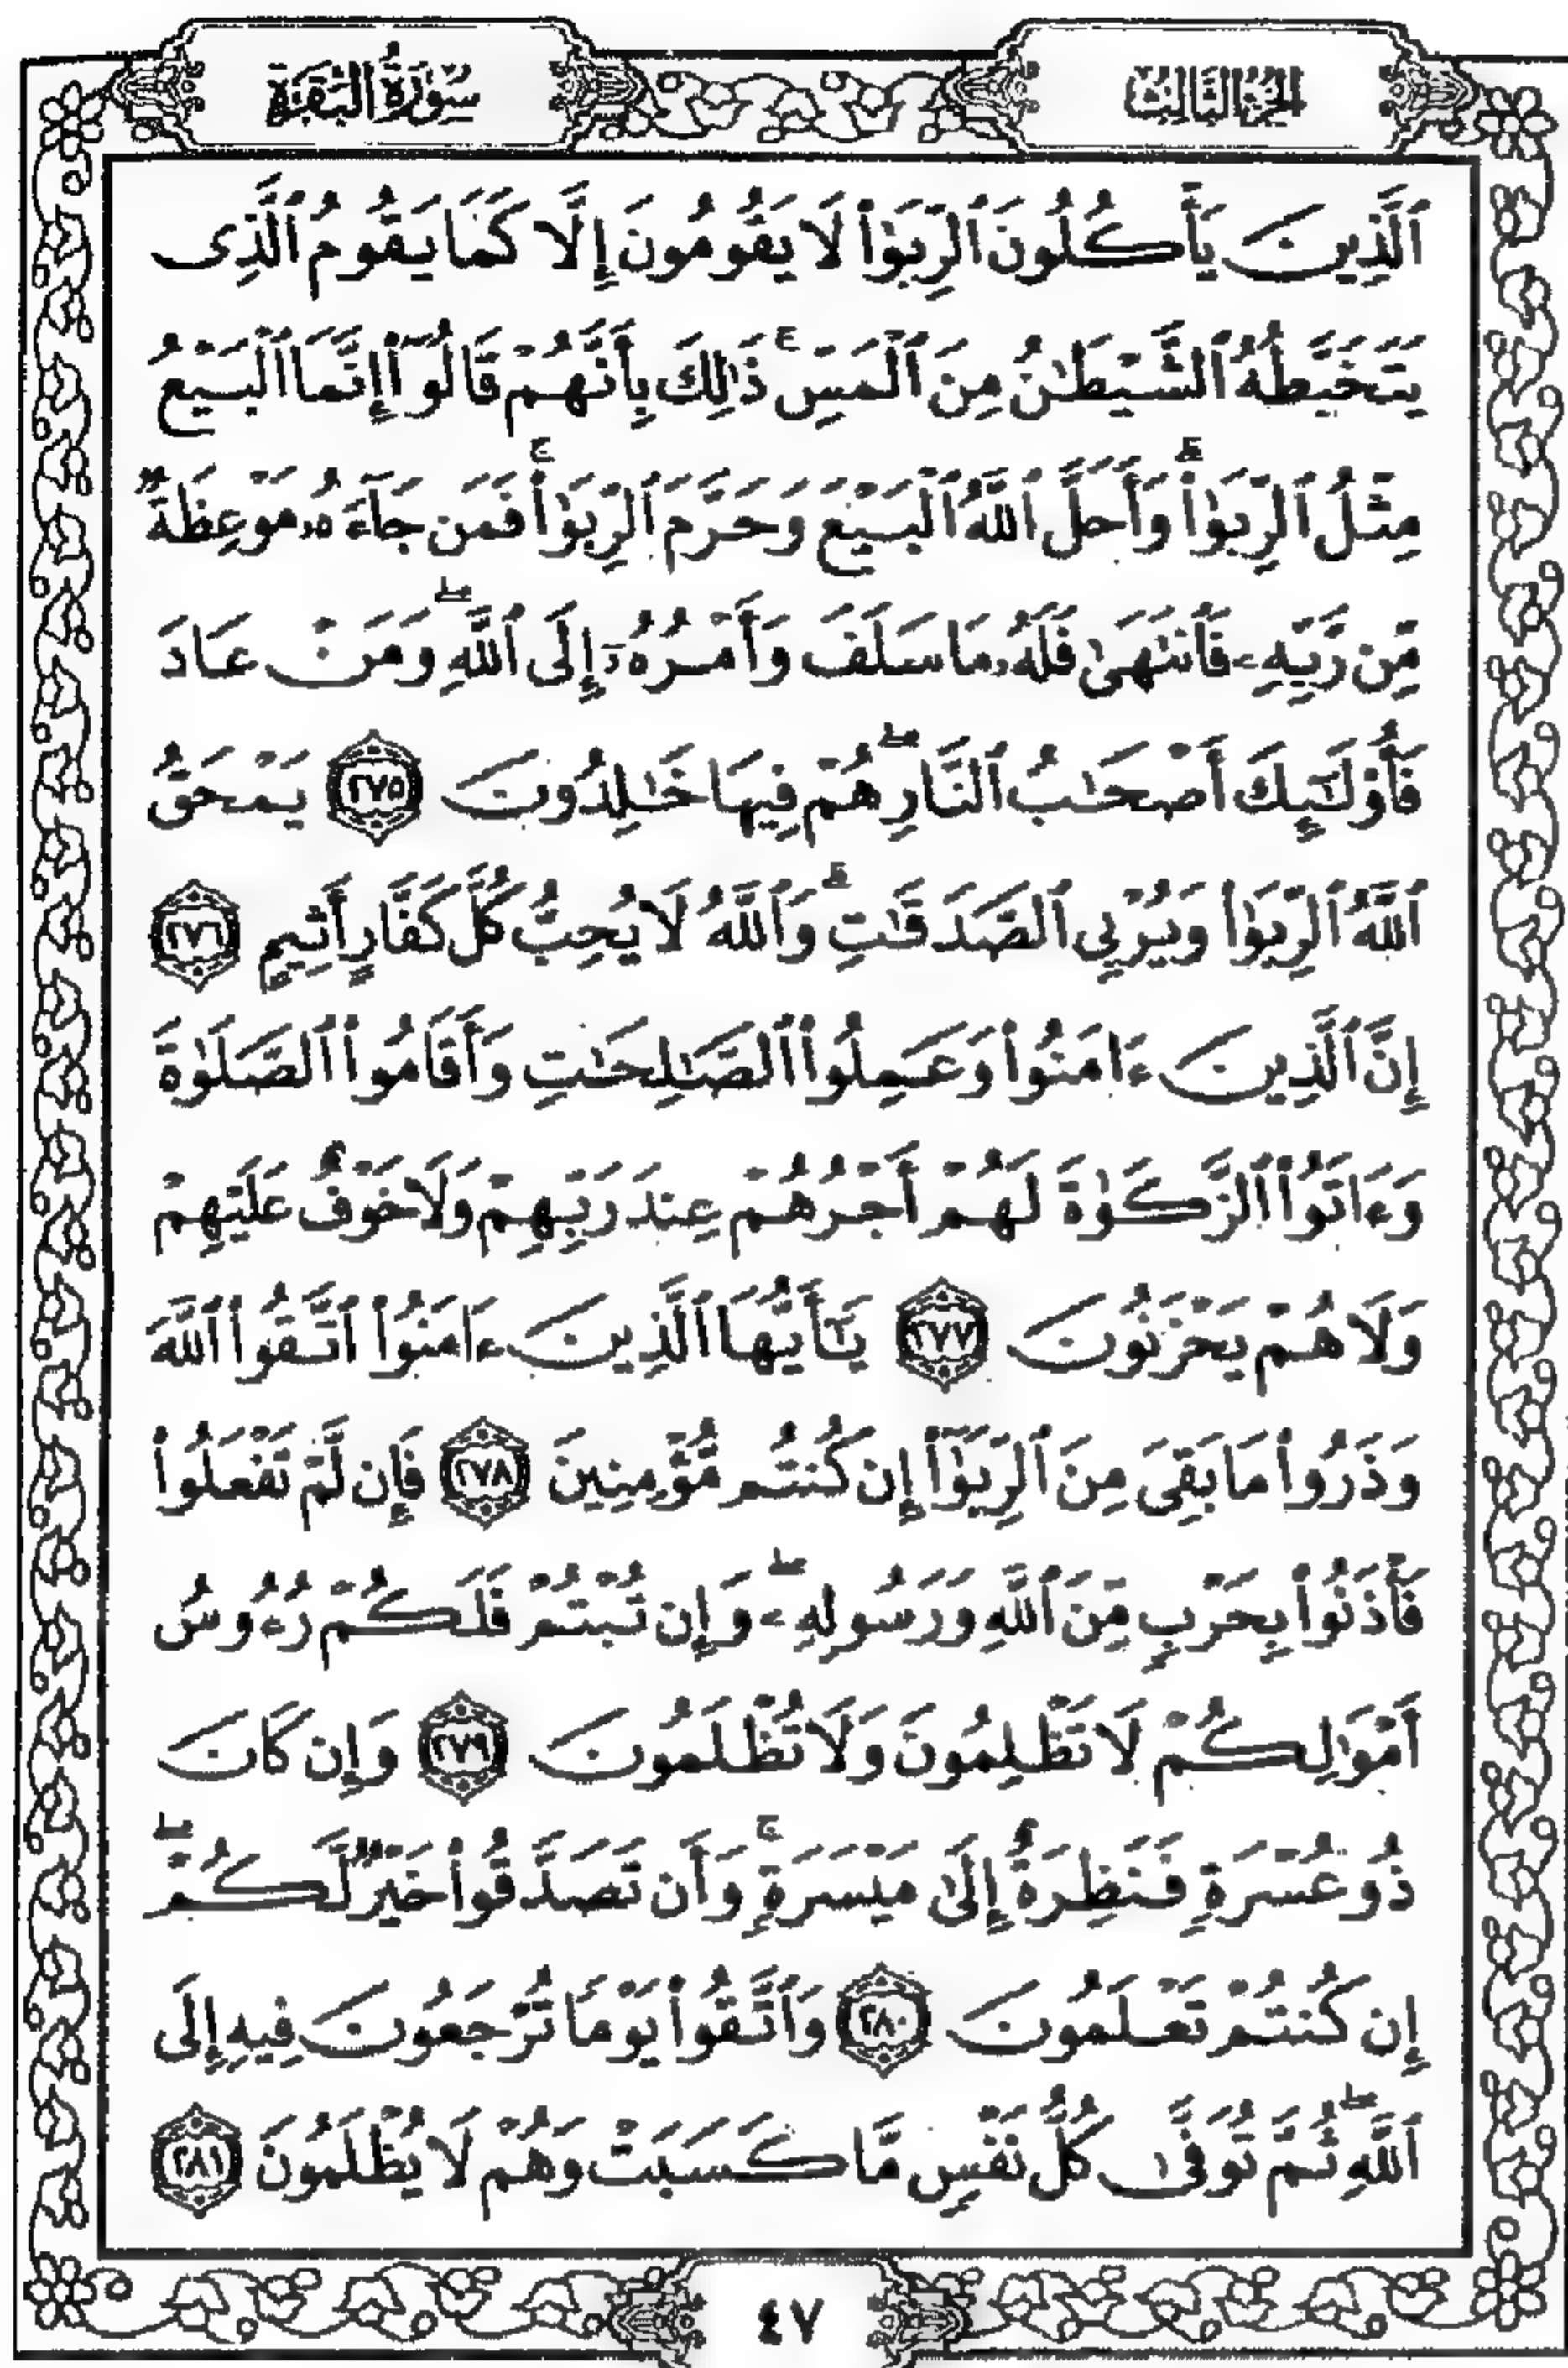 الجزء الثالث
سورة البقرة
ٱلَّذِينَ يَأْكُلُونَ ٱلرِّبَوٰا۟ لَا يَقُومُونَ إِلَّا كَمَا يَقُومُ ٱلَّذِى
يَتَخَبَّطُهُ ٱلشَّيْطَٰنُ مِنَ ٱلْمَسِّ ۚ ذَٰلِكَ بِأَنَّهُمْ قَالُوٓا۟ إِنَّمَا ٱلْبَيْعُ
مِثْلُ ٱلرِّبَوٰا۟ ۗ وَأَحَلَّ ٱللَّهُ ٱلْبَيْعَ وَحَرَّمَ ٱلرِّبَوٰا۟ ۚ فَمَن جَآءَهُۥ مَوْعِظَةٌ
مِّن رَّبِّهِۦ فَٱنتَهَىٰ فَلَهُۥ مَا سَلَفَ وَأَمْرُهُۥٓ إِلَى ٱللَّهِ ۖ وَمَنْ عَادَ
فَأُو۟لَٰٓئِكَ أَصْحَٰبُ ٱلنَّارِ ۖ هُمْ فِيهَا خَٰلِدُونَ ٢٧٥ يَمْحَقُ
ٱللَّهُ ٱلرِّبَوٰا۟ وَيُرْبِى ٱلصَّدَقَٰتِ ۗ وَٱللَّهُ لَا يُحِبُّ كُلَّ كَفَّارٍ أَثِيمٍ ٢٧٦
إِنَّ ٱلَّذِينَ ءَامَنُوا۟ وَعَمِلُوا۟ ٱلصَّٰلِحَٰتِ وَأَقَامُوا۟ ٱلصَّلَوٰةَ
وَءَاتَوُا۟ ٱلزَّكَوٰةَ لَهُمْ أَجْرُهُمْ عِندَ رَبِّهِمْ وَلَا خَوْفٌ عَلَيْهِمْ
وَلَا هُمْ يَحْزَنُونَ ٢٧٧ يَٰٓأَيُّهَا ٱلَّذِينَ ءَامَنُوا۟ ٱتَّقُوا۟ ٱللَّهَ
وَذَرُوا۟ مَا بَقِىَ مِنَ ٱلرِّبَوٰٓا۟ إِن كُنتُم مُّؤْمِنِينَ ٢٧٨ فَإِن لَّمْ تَفْعَلُوا۟
فَأْذَنُوا۟ بِحَرْبٍ مِّنَ ٱللَّهِ وَرَسُولِهِۦ ۖ وَإِن تُبْتُمْ فَلَكُمْ رُءُوسُ
أَمْوَٰلِكُمْ لَا تَظْلِمُونَ وَلَا تُظْلَمُونَ ٢٧٩ وَإِن كَانَ
ذُو عُسْرَةٍ فَنَظِرَةٌ إِلَىٰ مَيْسَرَةٍ ۚ وَأَن تَصَدَّقُوا۟ خَيْرٌ لَّكُمْ ۖ
إِن كُنتُمْ تَعْلَمُونَ ٢٨٠ وَٱتَّقُوا۟ يَوْمًا تُرْجَعُونَ فِيهِ إِلَى
ٱللَّهِ ۖ ثُمَّ تُوَفَّىٰ كُلُّ نَفْسٍ مَّا كَسَبَتْ وَهُمْ لَا يُظْلَمُونَ ٢٨١
٤٧